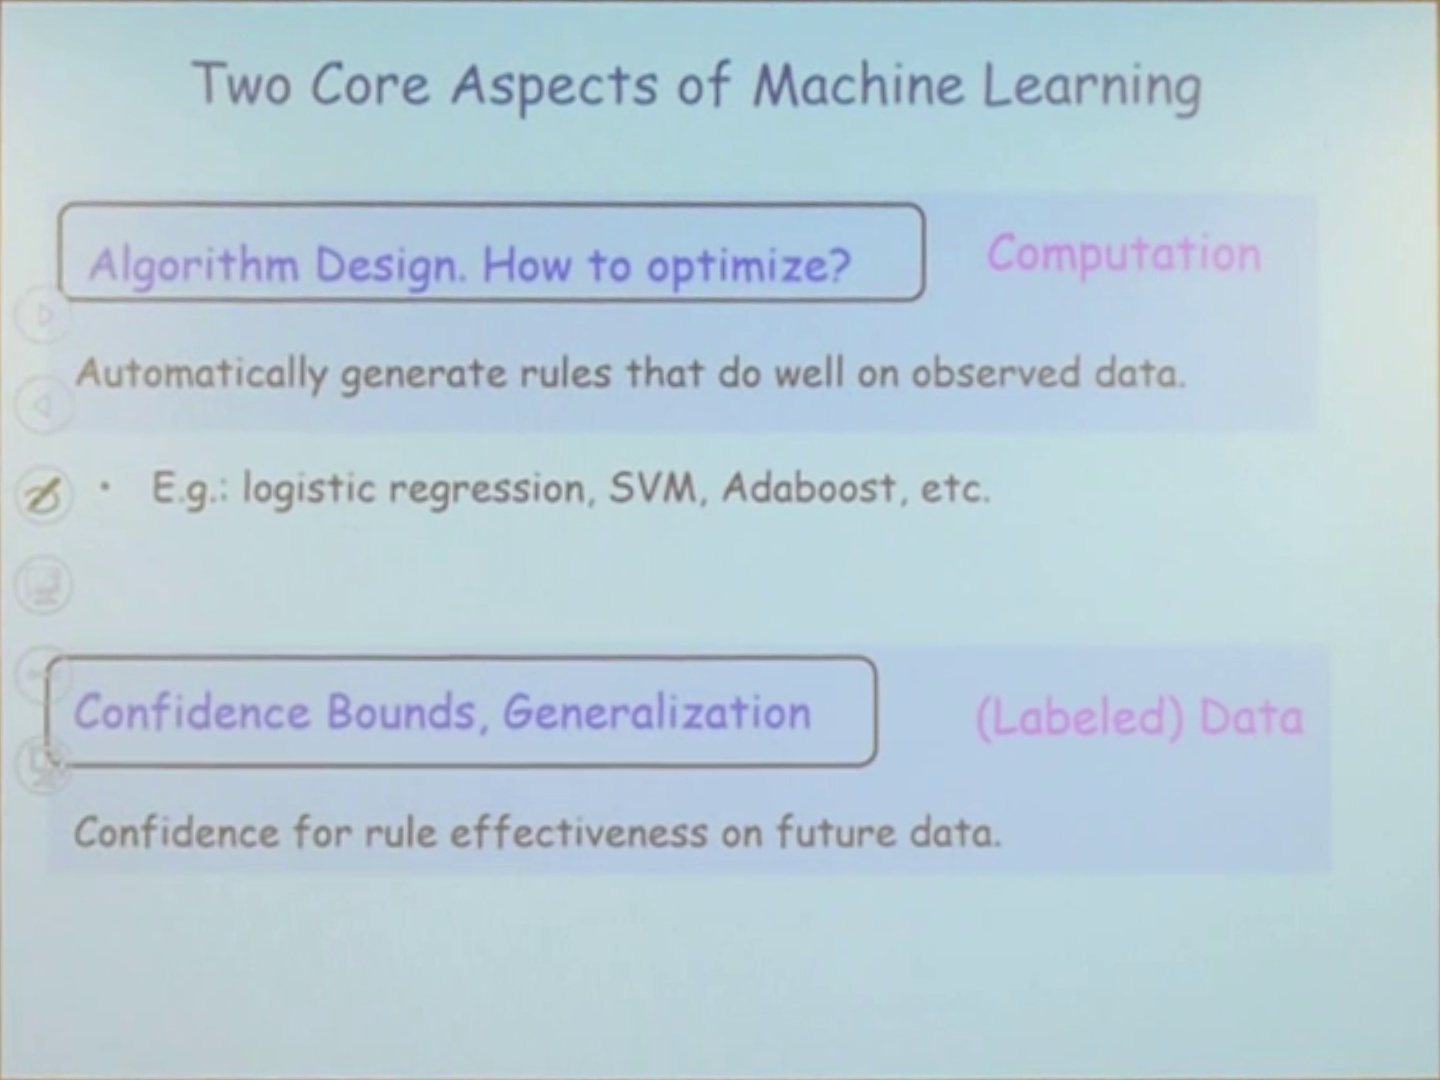 Two Core Aspects of Machine Learning
Algorithm Design. How to optimize?
Computation
Automatically generate rules that do well on observed data.
• E.g.: logistic regression, SVM, Adaboost, etc.
Confidence Bounds, Generalization
(Labeled) Data
Confidence for rule effectiveness on future data.